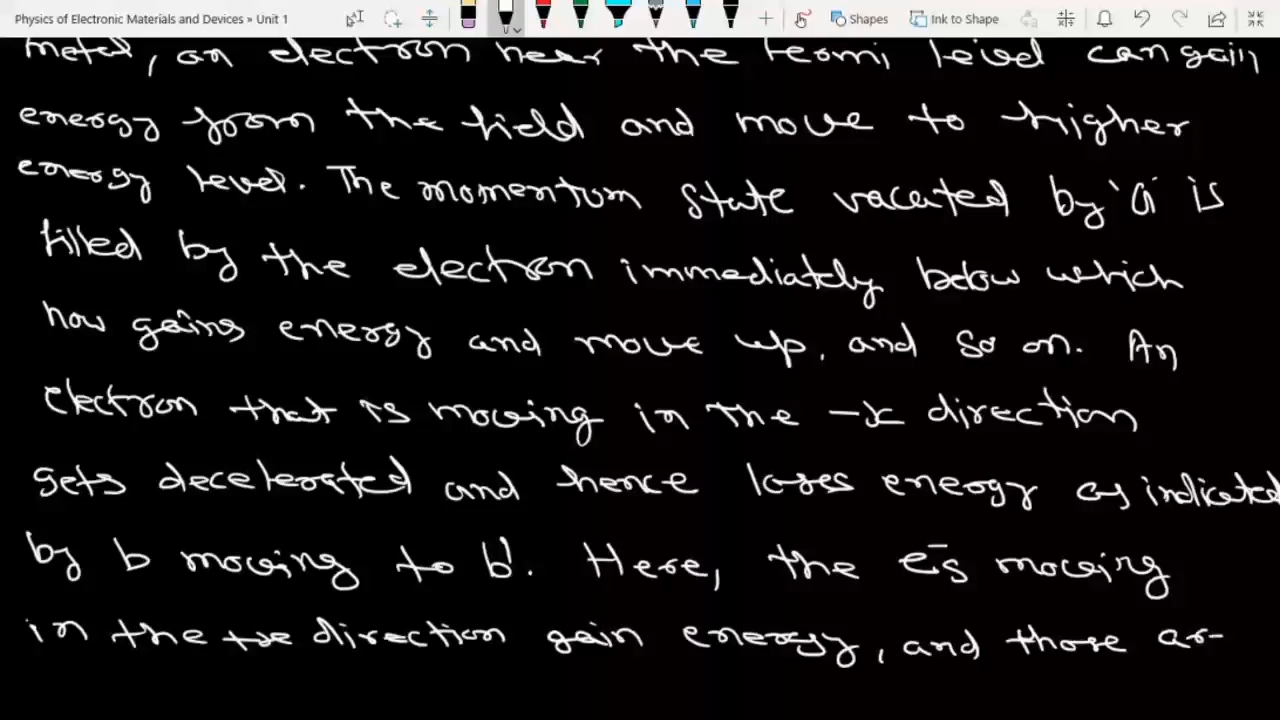 Physics of Electronic Materials and Devices » Unit 1
Shapes
Ink to Shape
metal, an electron near the Fermi level can gain
energy from the field and move to higher
energy level. The momentum state vacated by 'a' is
filled by the electron immediately below which
now gains energy and move up, and so on. An
electron that is moving in the -x direction
gets decelerated and hence loses energy as indicated
by b moving to b'. Here, the e⁻s moving
in the +x direction gain energy, and those